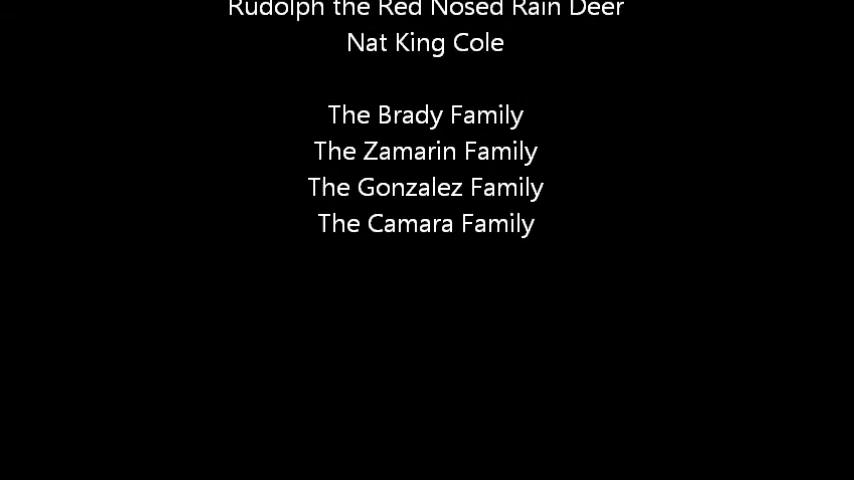 Rudolph the Red Nosed Rain Deer
Nat King Cole
The Brady Family
The Zamarin Family
The Gonzalez Family
The Camara Family